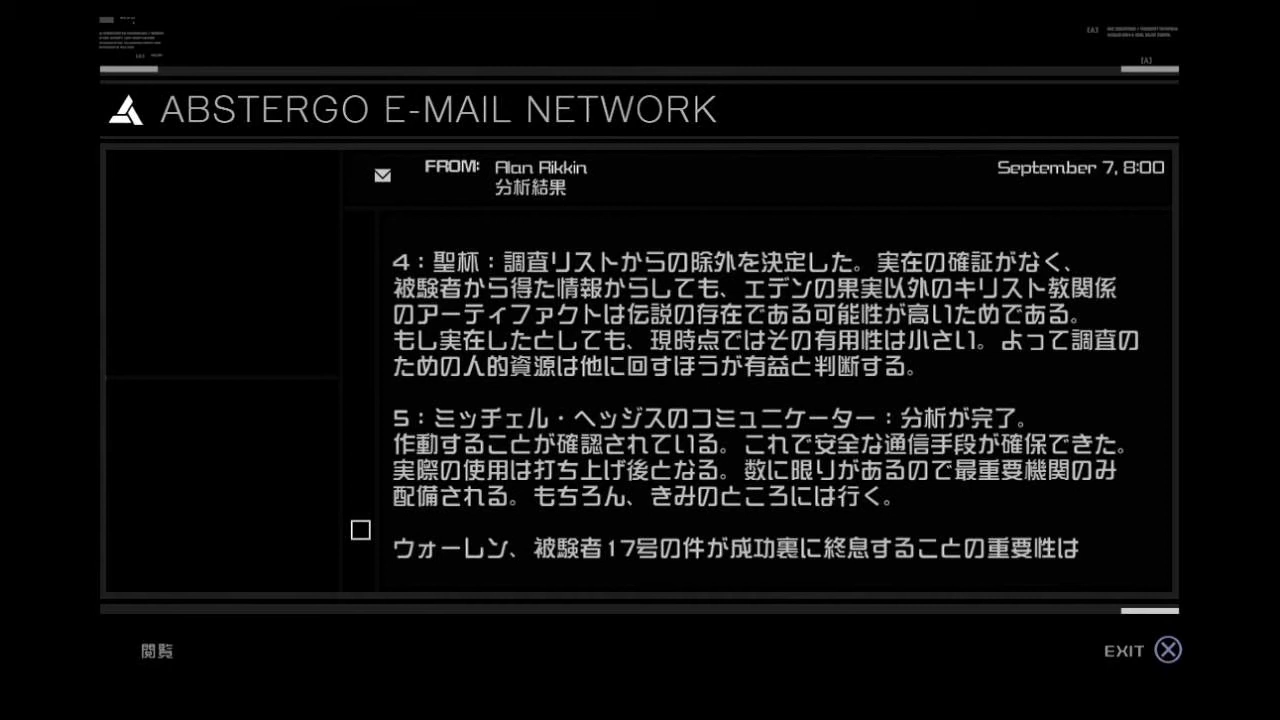 ABSTERGO E-MAIL NETWORK
FROM: Alan Rikkin
September 7, 8:00
分析結果
4：聖杯：調査リストからの除外を決定した。実在の確証がなく、
被験者から得た情報からしても、エデンの果実以外のキリスト教関係
のアーティファクトは伝説の存在である可能性が高いためである。
もし実在したとしても、現時点ではその有用性は小さい。よって調査の
ための人的資源は他に回すほうが有益と判断する。
5：ミッチェル・ヘッジスのコミュニケーター：分析が完了。
作動することが確認されている。これで安全な通信手段が確保できた。
実際の使用は打ち上げ後となる。数に限りがあるので最重要機関のみ
配備される。もちろん、きみのところには行く。
ウォーレン、被験者17号の件が成功裏に終息することの重要性は
閲覧
EXIT